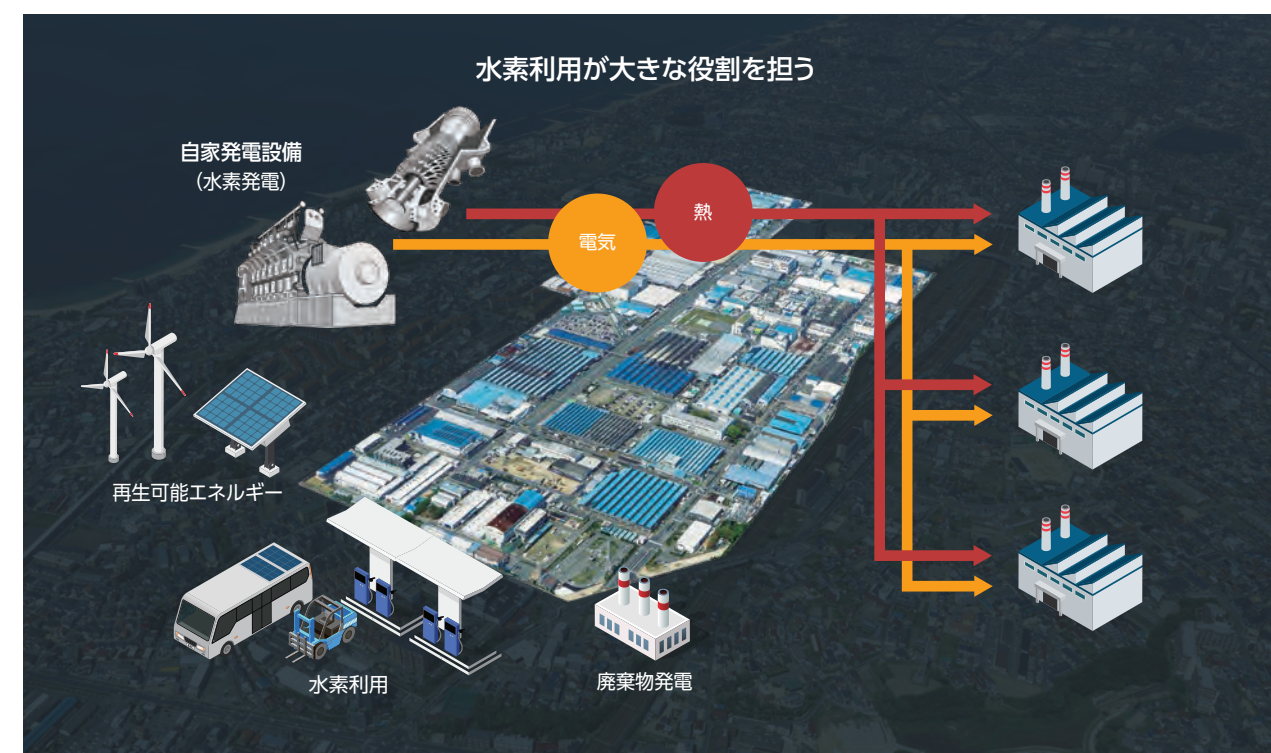 水素利用が大きな役割を担う
自家発電設備
（水素発電）
熱
電気
再生可能エネルギー
水素利用
廃棄物発電